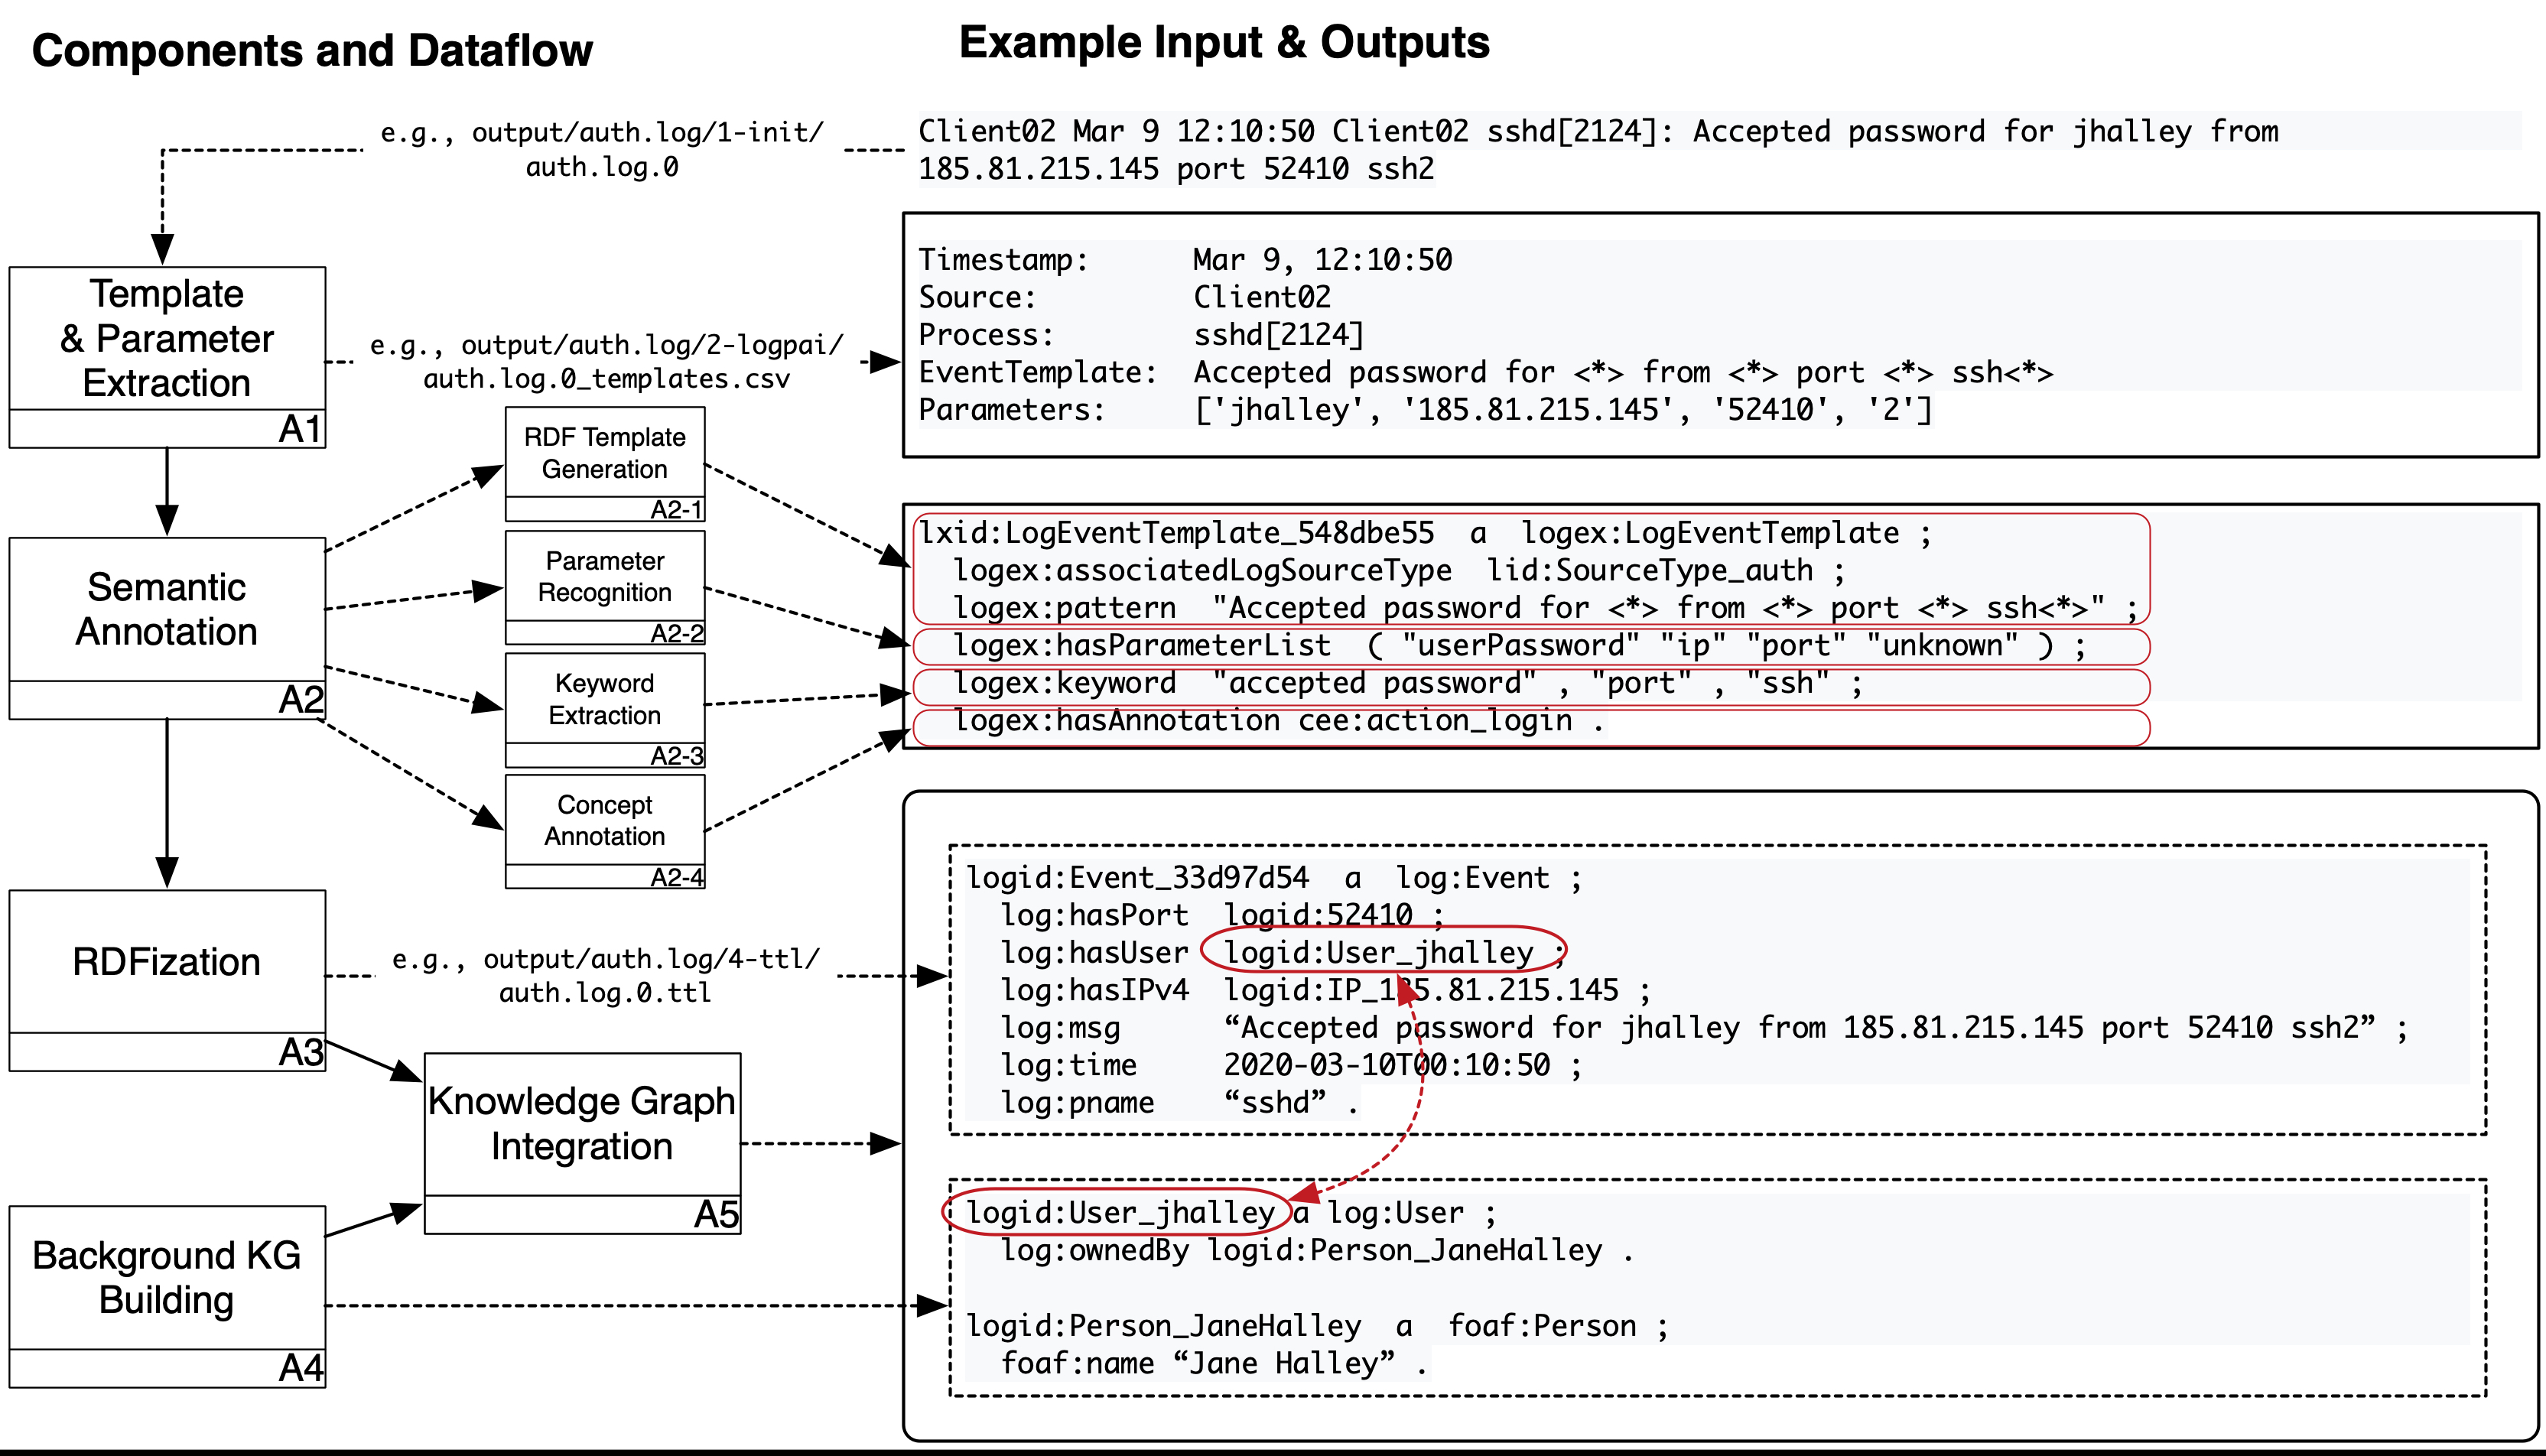 Components and Dataflow
Example Input & Outputs
e.g., output/auth.log/1-init/
auth.log.0
Client02 Mar 9 12:10:50 Client02 sshd[2124]: Accepted password for jhalley from
185.81.215.145 port 52410 ssh2
Template
& Parameter
Extraction
A1
e.g., output/auth.log/2-logpai/
auth.log.0_templates.csv
Timestamp: Mar 9, 12:10:50
Source: Client02
Process: sshd[2124]
EventTemplate: Accepted password for <*> from <*> port <*> ssh<*>
Parameters: ['jhalley', '185.81.215.145', '52410', '2']
Semantic
Annotation
A2
RDF Template
Generation
A2-1
Parameter
Recognition
A2-2
Keyword
Extraction
A2-3
Concept
Annotation
A2-4
lxid:LogEventTemplate_548dbe55 a logex:LogEventTemplate ;
logex:associatedLogSourceType lid:SourceType_auth ;
logex:pattern "Accepted password for <*> from <*> port <*> ssh<*>" ;
logex:hasParameterList ( "userPassword" "ip" "port" "unknown" ) ;
logex:keyword "accepted password" , "port" , "ssh" ;
logex:hasAnnotation cee:action_login .
RDFization
A3
e.g., output/auth.log/4-ttl/
auth.log.0.ttl
logid:Event_33d97d54 a log:Event ;
log:hasPort logid:52410 ;
log:hasUser logid:User_jhalley ;
log:hasIPv4 logid:IP_185.81.215.145 ;
log:msg “Accepted password for jhalley from 185.81.215.145 port 52410 ssh2” ;
log:time 2020-03-10T00:10:50 ;
log:pname “sshd” .
Knowledge Graph
Integration
A5
Background KG
Building
A4
logid:User_jhalley a log:User ;
log:ownedBy logid:Person_JaneHalley .
logid:Person_JaneHalley a foaf:Person ;
foaf:name “Jane Halley” .